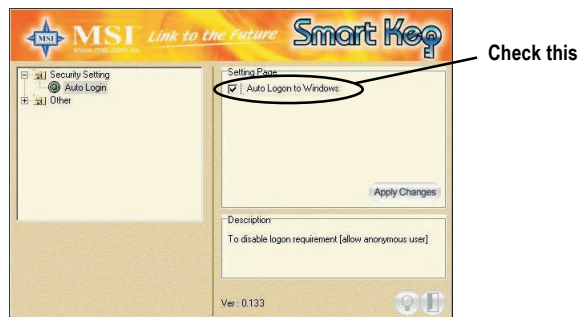 MSI
www.msi.com.tw
Link to the Future
Smart Key
Check this
Security Setting
Auto Login
Other
Setting Page
Auto Logon to Windows
Apply Changes
Description
To disable logon requirement [allow anonymous user]
Ver : 0.133